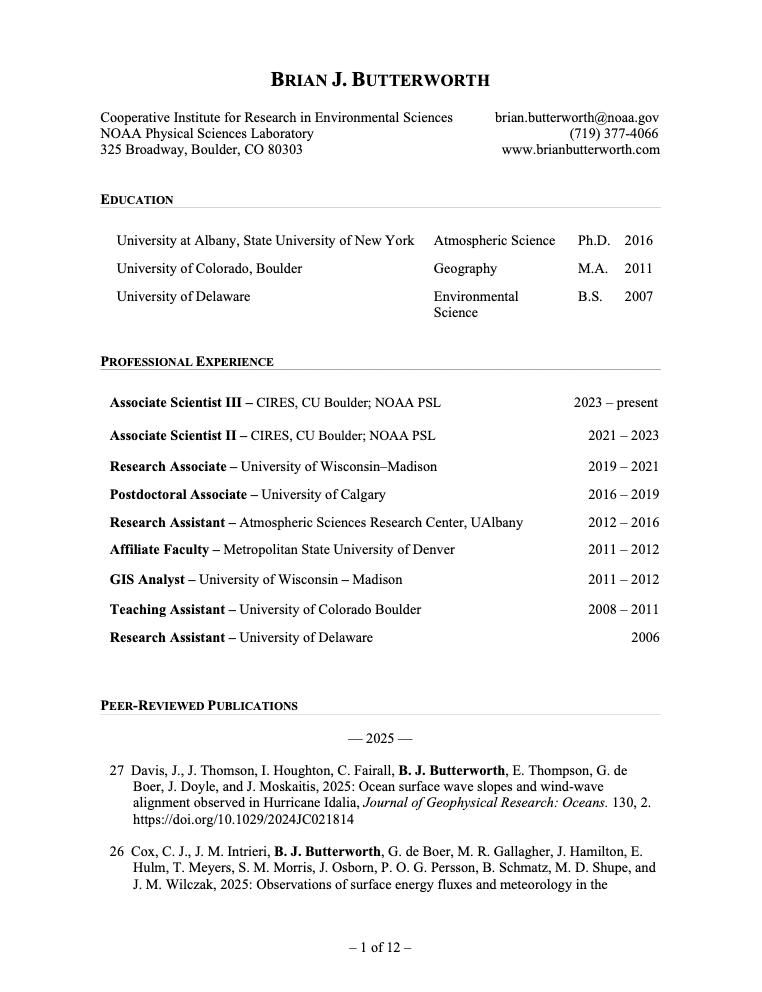 BRIAN J. BUTTERWORTH
Cooperative Institute for Research in Environmental Sciences brian.butterworth@noaa.gov
NOAA Physical Sciences Laboratory (719) 377-4066
325 Broadway, Boulder, CO 80303 www.brianbutterworth.com
EDUCATION
University at Albany, State University of New York Atmospheric Science Ph.D. 2016
University of Colorado, Boulder Geography M.A. 2011
University of Delaware Environmental B.S. 2007
Science
PROFESSIONAL EXPERIENCE
Associate Scientist III – CIRES, CU Boulder; NOAA PSL 2023 – present
Associate Scientist II – CIRES, CU Boulder; NOAA PSL 2021 – 2023
Research Associate – University of Wisconsin–Madison 2019 – 2021
Postdoctoral Associate – University of Calgary 2016 – 2019
Research Assistant – Atmospheric Sciences Research Center, UAlbany 2012 – 2016
Affiliate Faculty – Metropolitan State University of Denver 2011 – 2012
GIS Analyst – University of Wisconsin – Madison 2011 – 2012
Teaching Assistant – University of Colorado Boulder 2008 – 2011
Research Assistant – University of Delaware 2006
PEER-REVIEWED PUBLICATIONS
— 2025 —
27 Davis, J., J. Thomson, I. Houghton, C. Fairall, B. J. Butterworth, E. Thompson, G. de
Boer, J. Doyle, and J. Moskaitis, 2025: Ocean surface wave slopes and wind-wave
alignment observed in Hurricane Idalia, Journal of Geophysical Research: Oceans. 130, 2.
https://doi.org/10.1029/2024JC021814
26 Cox, C. J., J. M. Intrieri, B. J. Butterworth, G. de Boer, M. R. Gallagher, J. Hamilton, E.
Hulm, T. Meyers, S. M. Morris, J. Osborn, P. O. G. Persson, B. Schmatz, M. D. Shupe, and
J. M. Wilczak, 2025: Observations of surface energy fluxes and meteorology in the
– 1 of 12 –